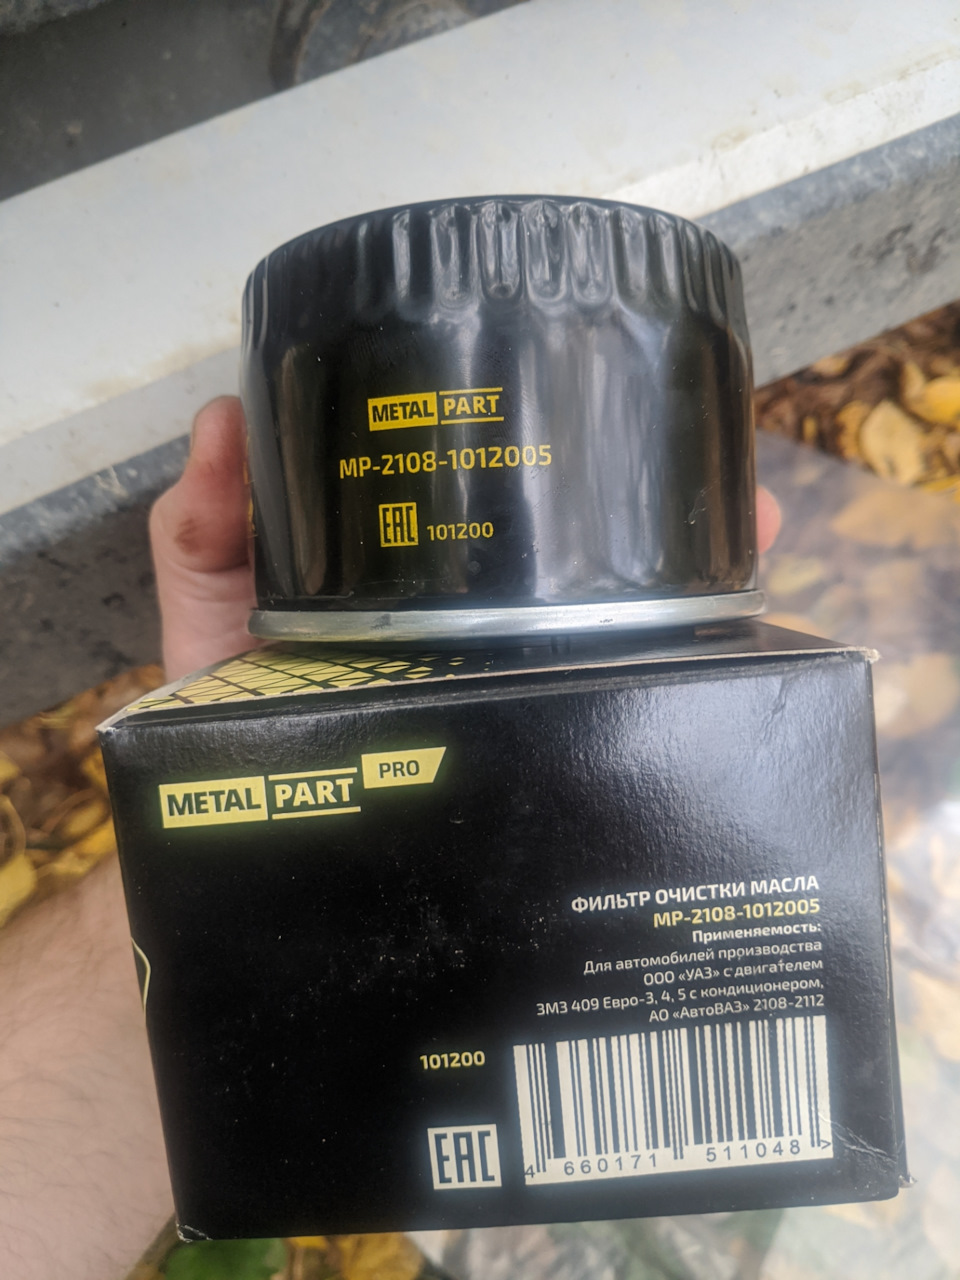 METAL PART
MP-2108-1012005
EAC 101200
METAL PART PRO
ФИЛЬТР ОЧИСТКИ МАСЛА
MP-2108-1012005
Применяемость:
Для автомобилей производства
ООО «УАЗ» с двигателем
ЗМЗ 409 Евро-3, 4, 5 с кондиционером,
АО «АвтоВАЗ» 2108-2112
101200
EAC
4 660171 511048 >